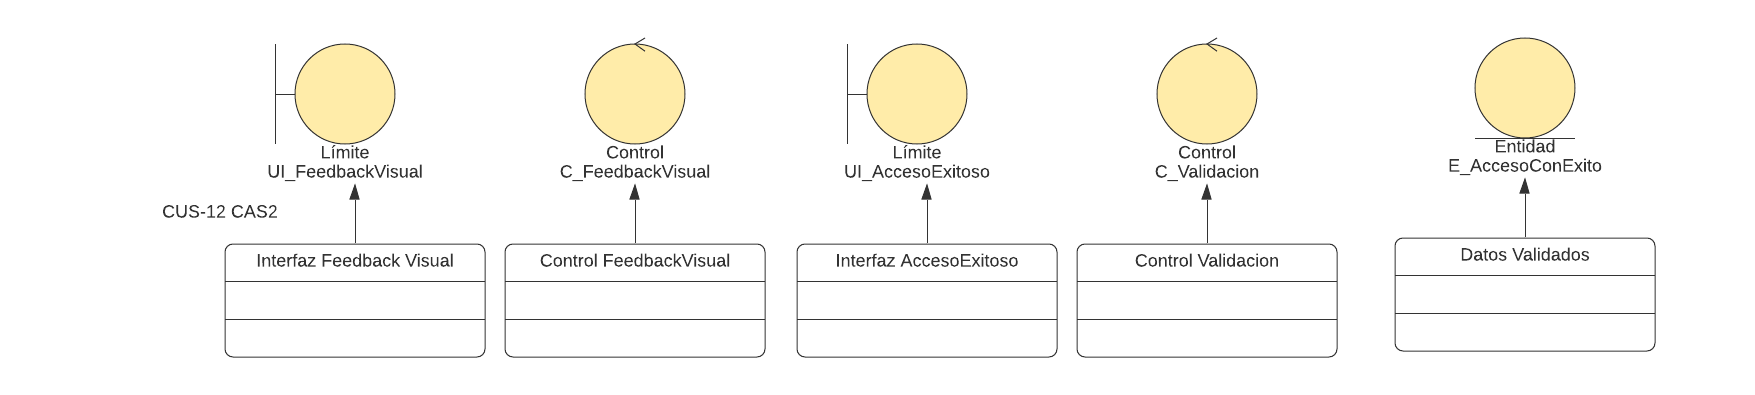 Límite
UI_FeedbackVisual
Control
C_FeedbackVisual
Límite
UI_AccesoExitoso
Control
C_Validacion
Entidad
E_AccesoConExito
CUS-12 CAS2
Interfaz Feedback Visual
Control FeedbackVisual
Interfaz AccesoExitoso
Control Validacion
Datos Validados